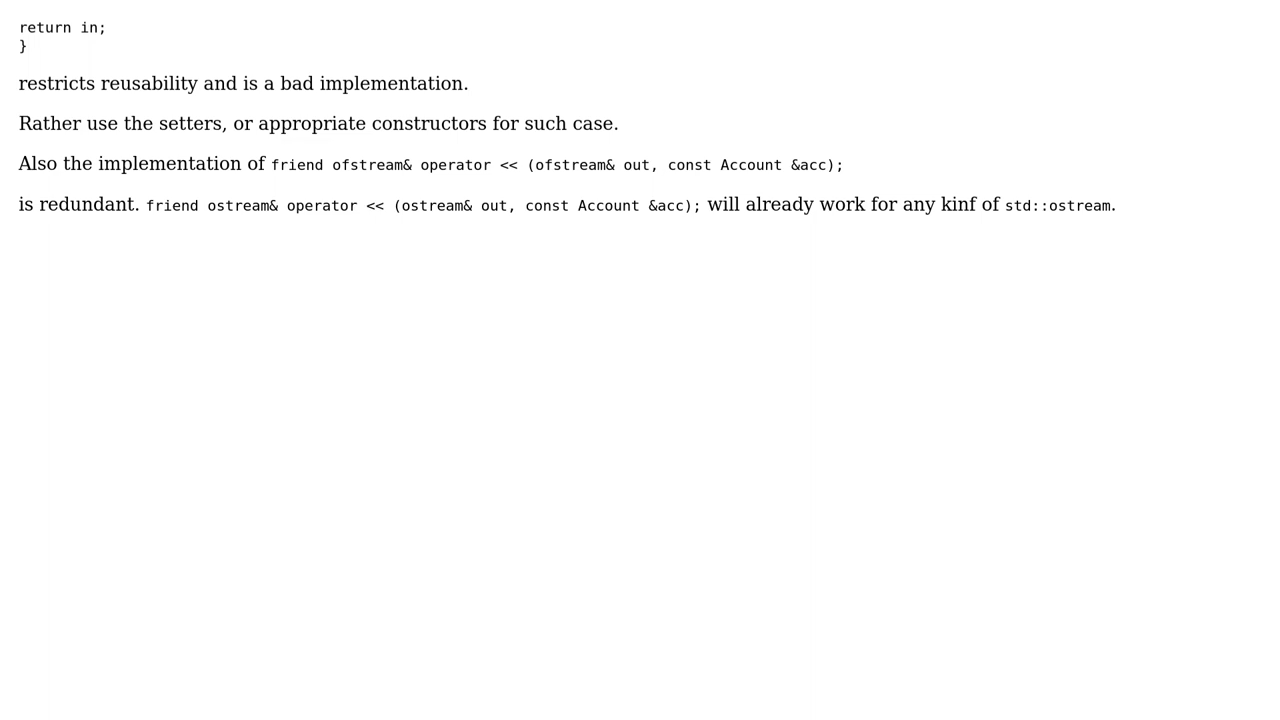 return in;
}
restricts reusability and is a bad implementation.
Rather use the setters, or appropriate constructors for such case.
Also the implementation of friend ofstream& operator << (ofstream& out, const Account &acc);
is redundant. friend ostream& operator << (ostream& out, const Account &acc); will already work for any kinf of std::ostream.